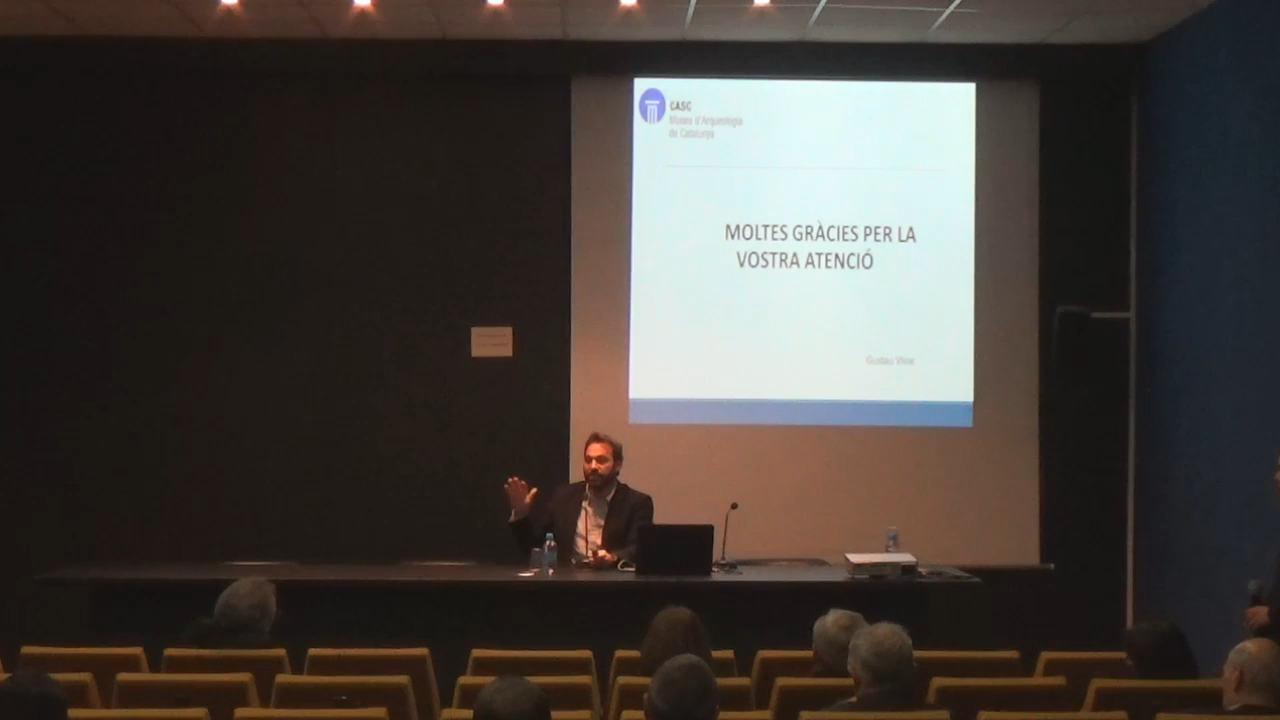 CASC
Museu d'Arqueologia
de Catalunya
MOLTES GRÀCIES PER LA
VOSTRA ATENCIÓ
Gustau Vivar